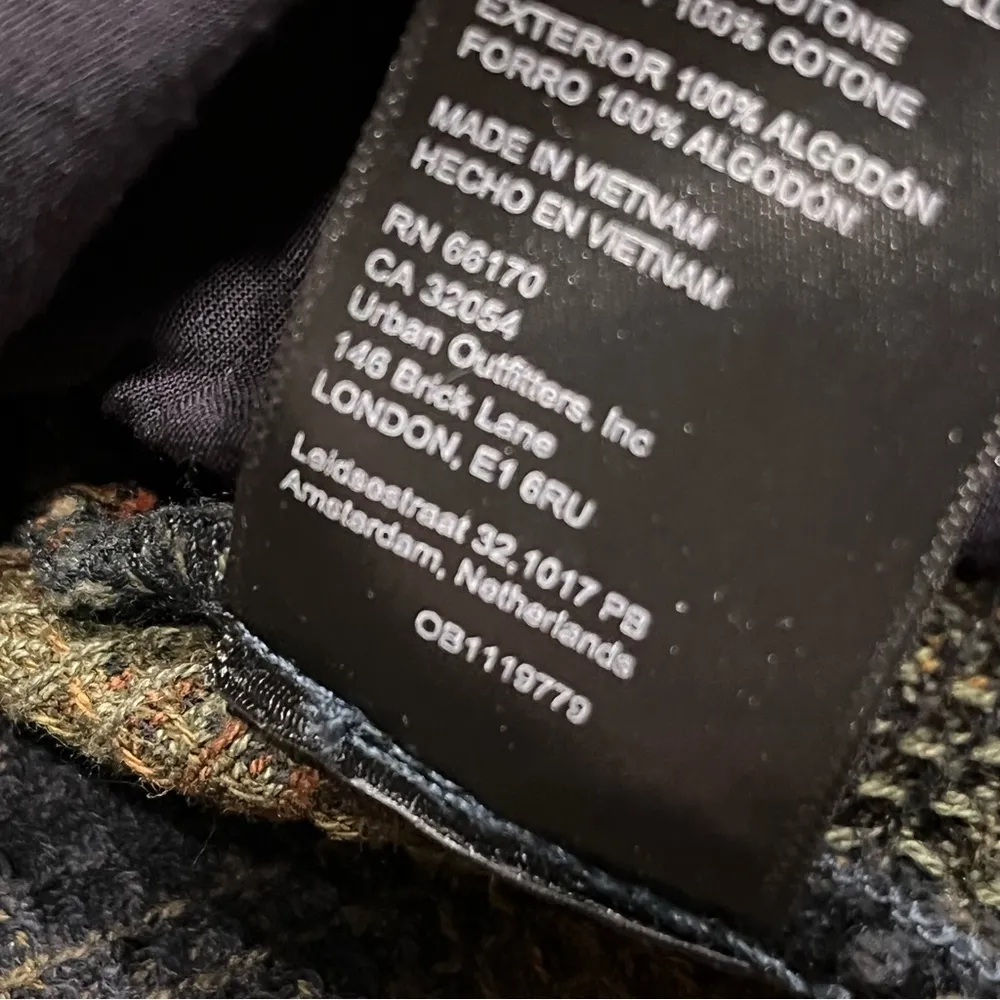 COTONE
100% COTONE
EXTERIOR 100% ALGODÓN
FORRO 100% ALGODÓN
MADE IN VIETNAM
HECHO EN VIETNAM
RN 66170
CA 32054
Urban Outfitters, Inc
146 Brick Lane
LONDON, E1 6RU
Leidsestraat 32,1017 PB
Amsterdam, Netherlands
OB1119779